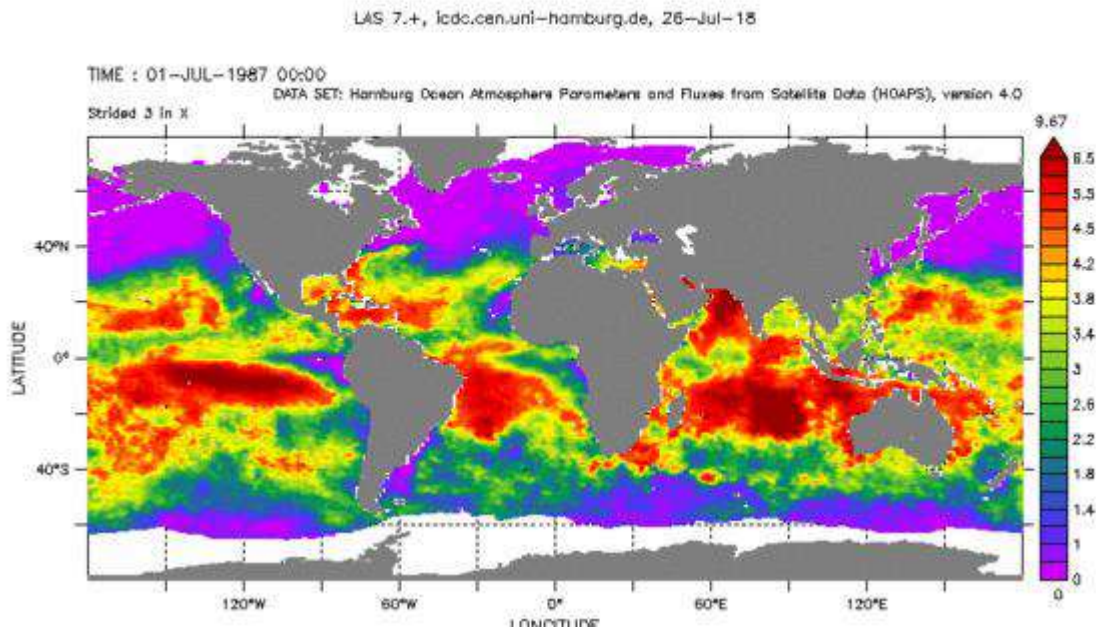 LAS 7.+, icdc.cen.uni-hamburg.de, 26-Jul-18
TIME : 01-JUL-1987 00:00
DATA SET: Hamburg Ocean Atmosphere Parameters and Fluxes from Satellite Data (HOAPS), version 4.0
Strided 3 in X
9.67
6.5
5.5
4.5
4.2
3.8
3.4
3
2.6
2.2
1.8
1.4
1
0
0
40°N
0°
40°S
LATITUDE
120°W 60°W 0° 60°E 120°E
LONGITUDE